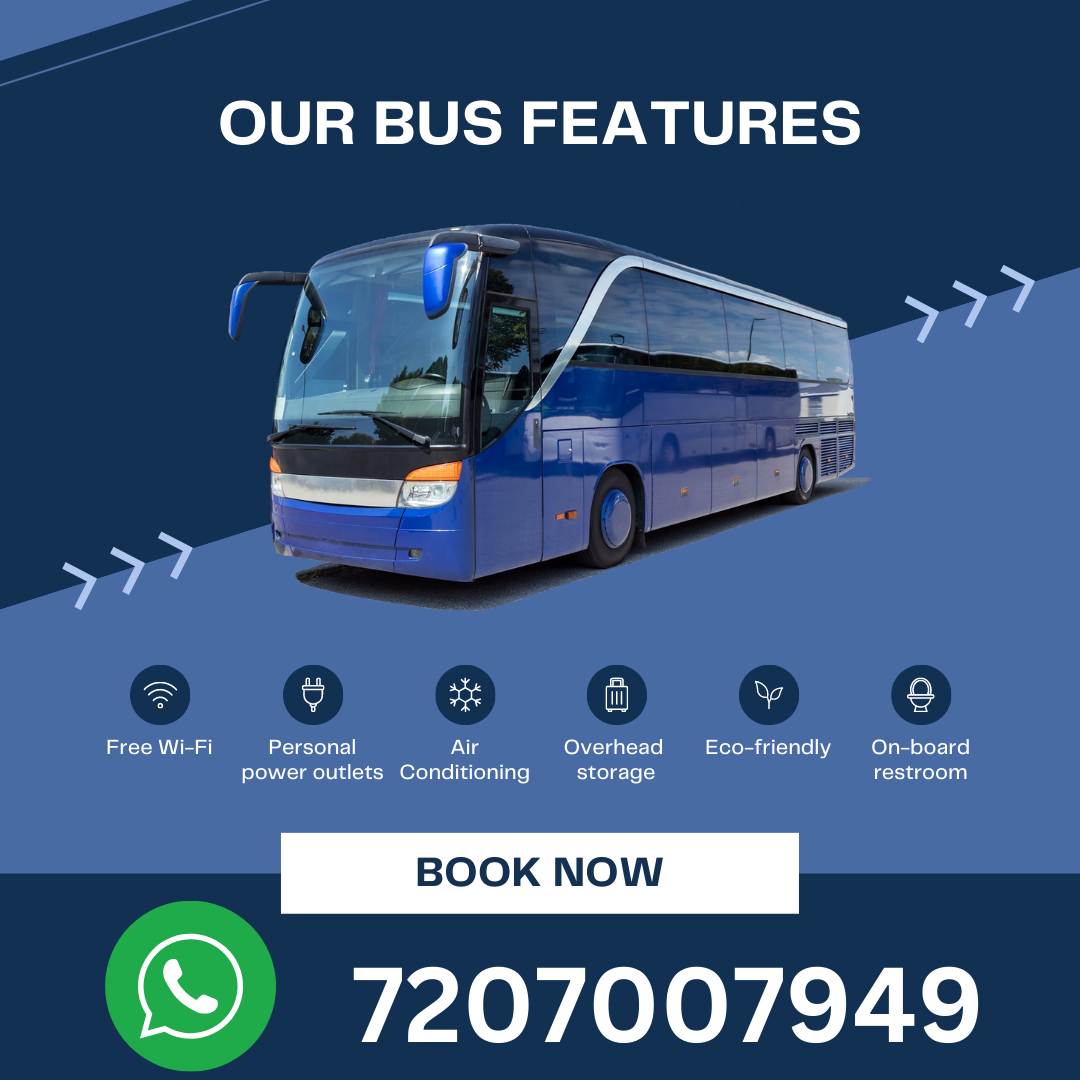 OUR BUS FEATURES
Free Wi-Fi
Personal
power outlets
Air
Conditioning
Overhead
storage
Eco-friendly
On-board
restroom
BOOK NOW
7207007949